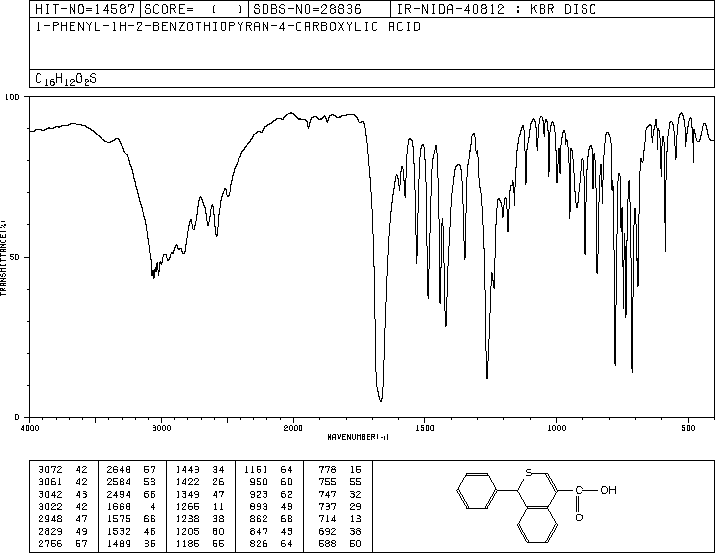 HIT-NO=14587 SCORE= ( ) SDBS-NO=28836 IR-NIDA-40812 : KBR DISC
1-PHENYL-1H-2-BENZOTHIOPYRAN-4-CARBOXYLIC ACID
C16H12O2S
100
50
0
TRANSMITTANCE(%)
4000 3000 2000 1500 1000 500
WAVENUMBER(-1)
3072 42 2648 57 1443 34 1161 64 778 15
3061 42 2584 53 1422 26 950 60 755 55
3042 43 2494 66 1349 47 923 62 747 32
3022 42 1668 4 1266 11 893 49 737 29
2948 47 1575 66 1238 38 862 68 714 13
2829 49 1532 46 1205 60 847 43 692 38
2756 57 1489 35 1185 55 826 64 588 50
S
C
OH
O